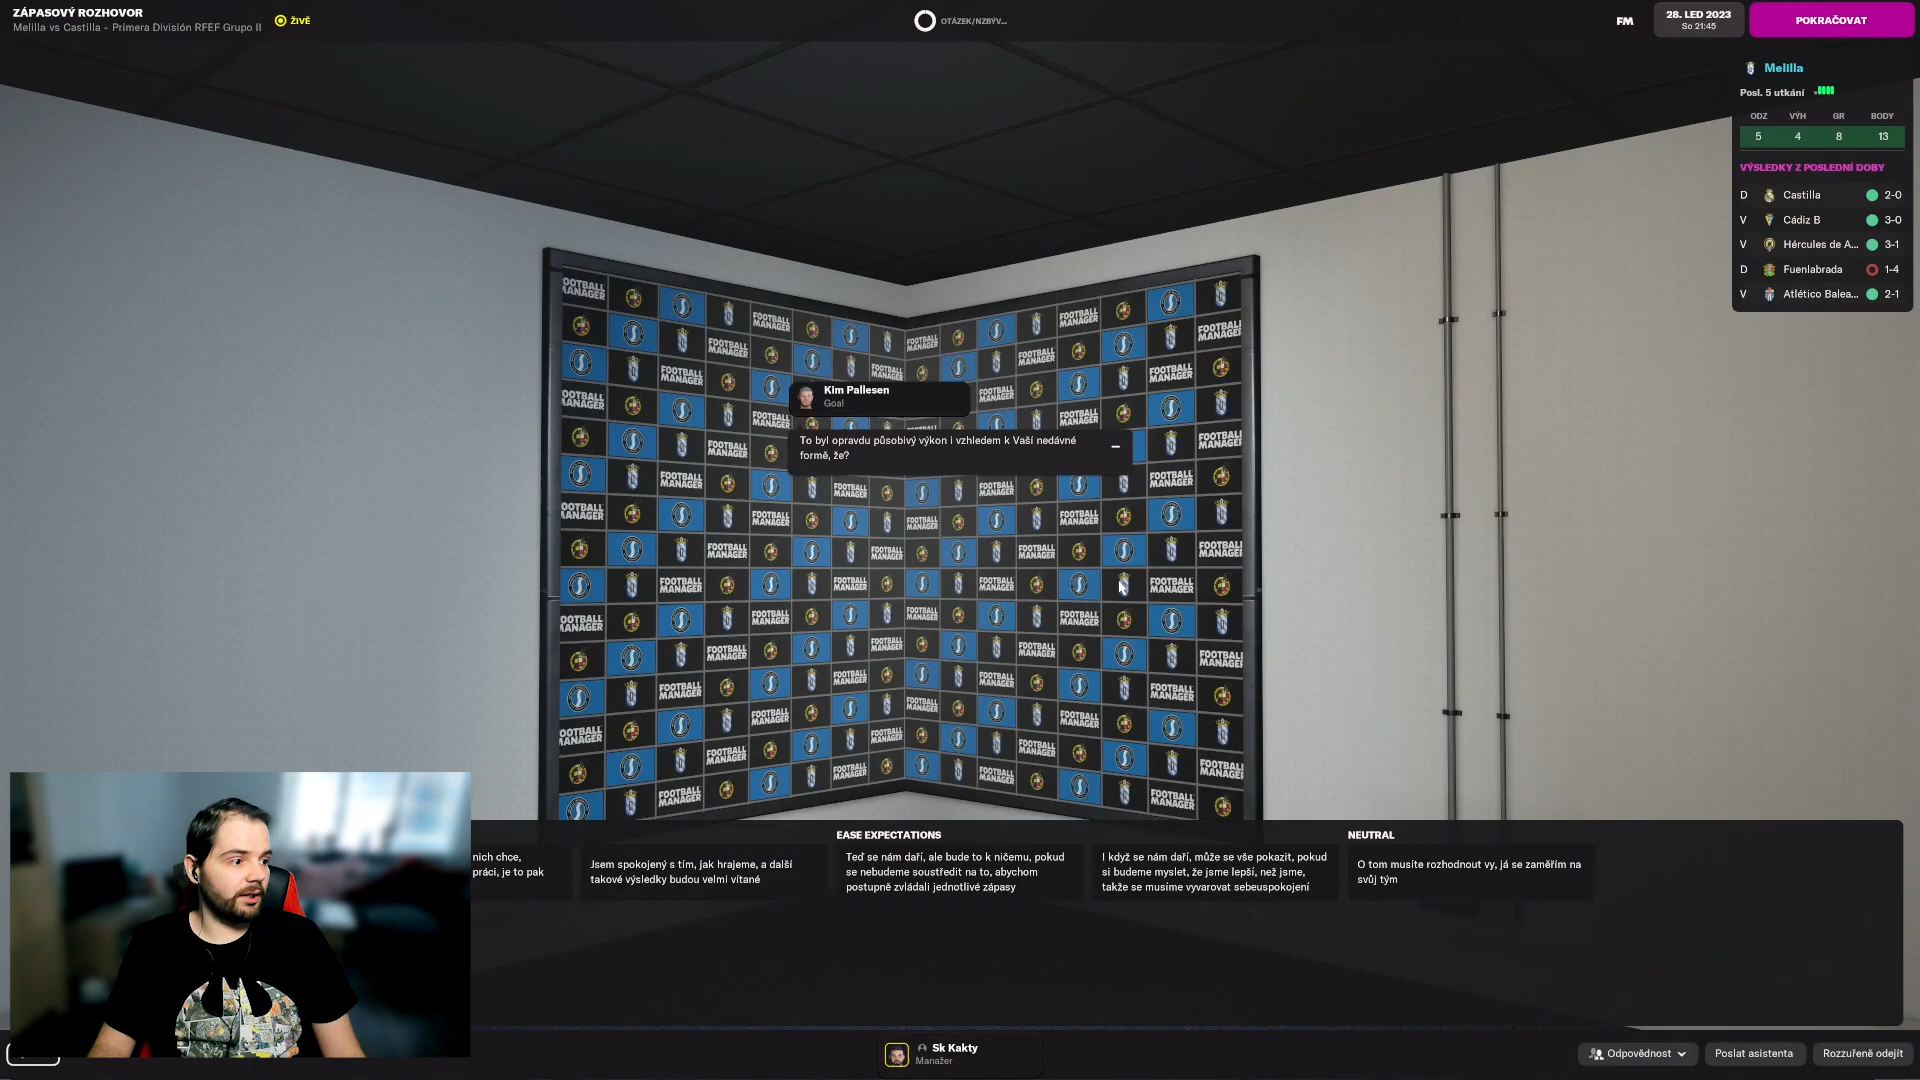 ZÁPASOVÝ ROZHOVOR
Melilla vs Castilla - Primera División RFEF Grupo II
ŽIVĚ
OTÁZEK/NZBÝV...
FM
28. LED 2023
So 21:45
POKRAČOVAT
Melilla
Posl. 5 utkání
ODZ VÝH GR BODY
5 4 8 13
VÝSLEDKY Z POSLEDNÍ DOBY
D Castilla 2-0
V Cádiz B 3-0
V Hércules de A... 3-1
D Fuenlabrada 1-4
V Atlético Balea... 2-1
FOOTBALL MANAGER
Kim Pallesen
Goal
To byl opravdu působivý výkon i vzhledem k Vaší nedávné
formě, že?
nich chce,
práci, je to pak
Jsem spokojený s tím, jak hrajeme, a další
takové výsledky budou velmi vítané
EASE EXPECTATIONS
Teď se nám daří, ale bude to k ničemu, pokud
se nebudeme soustředit na to, abychom
postupně zvládali jednotlivé zápasy
I když se nám daří, může se vše pokazit, pokud
si budeme myslet, že jsme lepší, než jsme,
takže se musíme vyvarovat sebeuspokojení
NEUTRAL
O tom musíte rozhodnout vy, já se zaměřím na
svůj tým
Sk Kakty
Manažer
Odpovědnost
Poslat asistenta
Rozzuřeně odejít